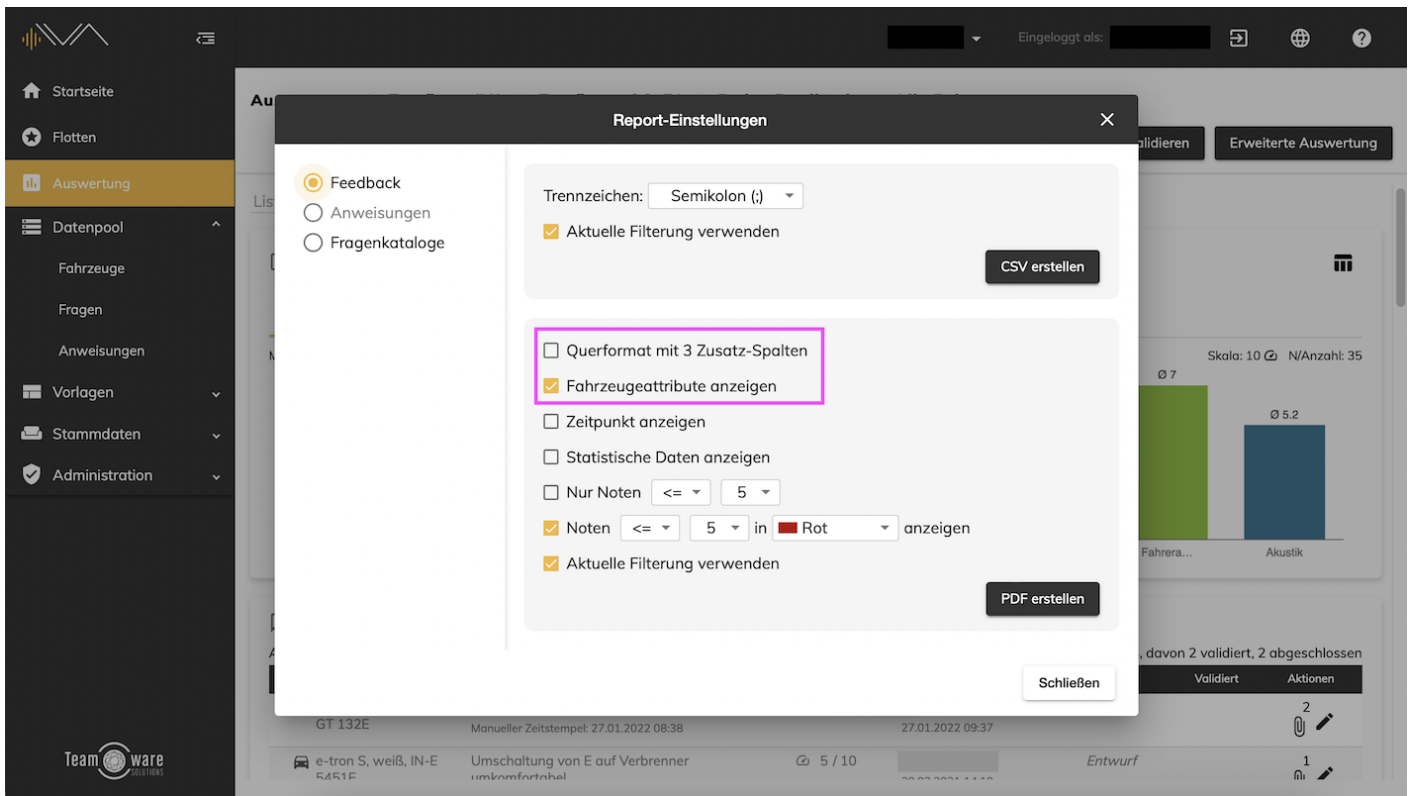 Eingeloggt als:
Startseite
Flotten
Auswertung
Datenpool
Fahrzeuge
Fragen
Anweisungen
Vorlagen
Stammdaten
Administration
Team ware
SOLUTIONS
Au
Erweiterte Auswertung
Lis
Report-Einstellungen
Feedback
Anweisungen
Fragenkataloge
Trennzeichen: Semikolon (;)
Aktuelle Filterung verwenden
CSV erstellen
Querformat mit 3 Zusatz-Spalten
Fahrzeugeattribute anzeigen
Zeitpunkt anzeigen
Statistische Daten anzeigen
Nur Noten <= 5
Noten <= 5 in Rot anzeigen
Aktuelle Filterung verwenden
PDF erstellen
Schließen
Skala: 10 N/Anzahl: 35
Ø 7
Ø 5.2
Fahrera... Akustik
, davon 2 validiert, 2 abgeschlossen
Validiert Aktionen
GT 132E Manueller Zeitstempel: 27.01.2022 08:38 27.01.2022 09:37 2
e-tron S, weiß, IN-E Umschaltung von E auf Verbrenner 5 / 10 Entwurf 1
5451E umkomfortabel